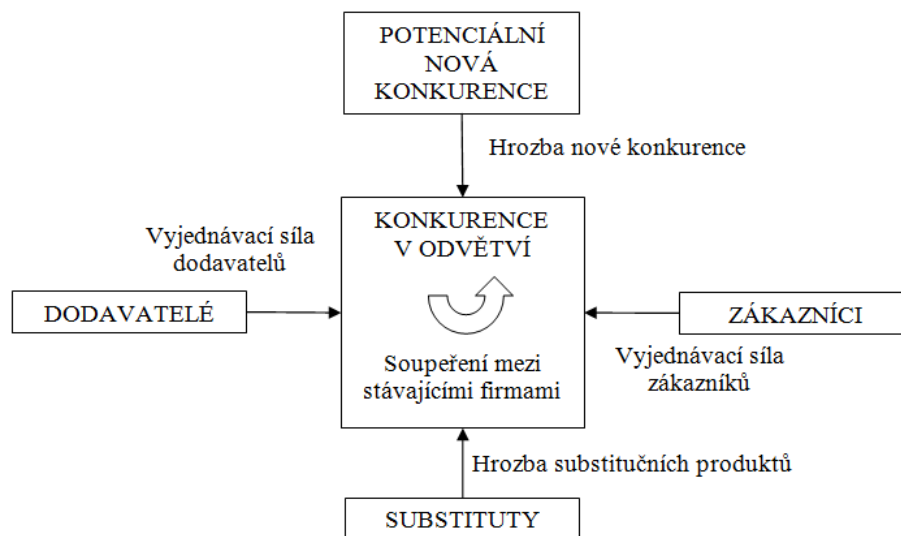 POTENCIÁLNÍ
NOVÁ
KONKURENCE
Hrozba nové konkurence
KONKURENCE
V ODVĚTVÍ
Vyjednávací síla
dodavatelů
DODAVATELÉ
ZÁKAZNÍCI
Vyjednávací síla
zákazníků
Soupeření mezi
stávajícími firmami
Hrozba substitučních produktů
SUBSTITUTY